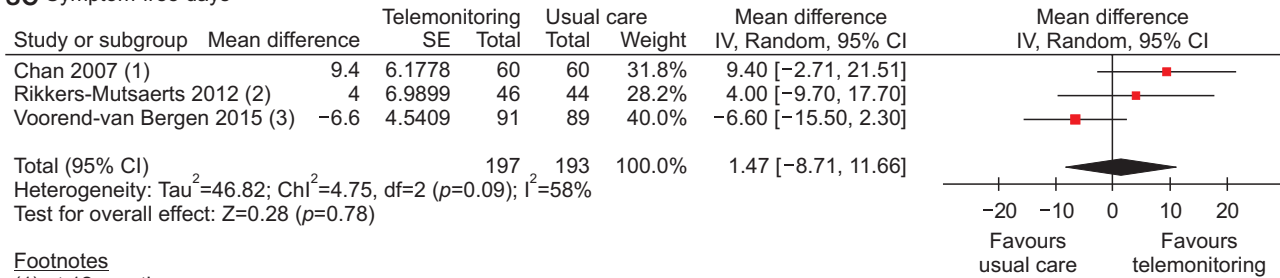 Symptom-free days
Telemonitoring Usual care Mean difference Mean difference
Study or subgroup Mean difference SE Total Total Weight IV, Random, 95% CI IV, Random, 95% CI
Chan 2007 (1) 9.4 6.1778 60 60 31.8% 9.40 [−2.71, 21.51]
Rikkers-Mutsaerts 2012 (2) 4 6.9899 46 44 28.2% 4.00 [−9.70, 17.70]
Voorend-van Bergen 2015 (3) −6.6 4.5409 91 89 40.0% −6.60 [−15.50, 2.30]
Total (95% CI) 197 193 100.0% 1.47 [−8.71, 11.66]
Heterogeneity: Tau²=46.82; ChI²=4.75, df=2 (p=0.09); I²=58%
Test for overall effect: Z=0.28 (p=0.78)
−20 −10 0 10 20
Favours Favours
usual care telemonitoring
Footnotes